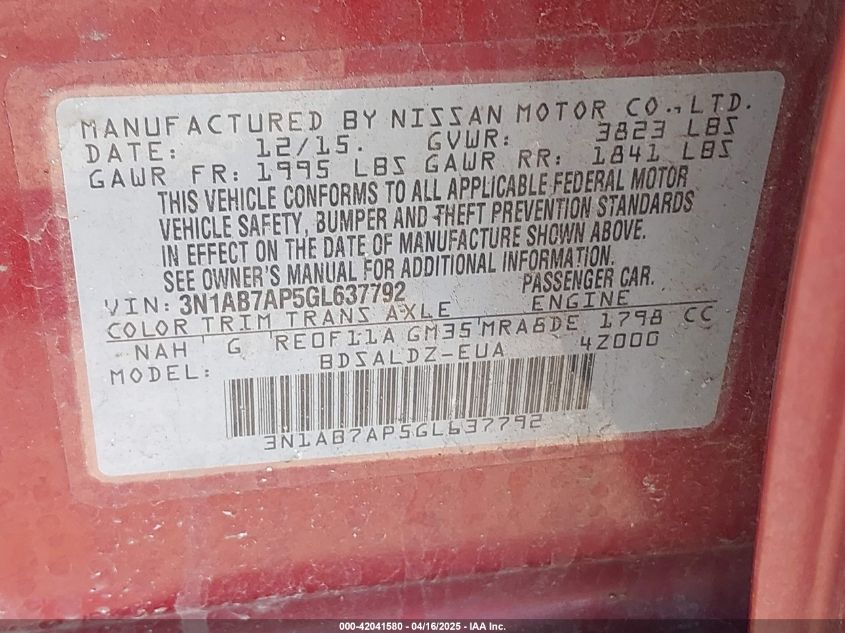 MANUFACTURED BY NISSAN MOTOR CO.,LTD.
DATE: 12/15. GVWR: 3823 LBS
GAWR FR: 1995 LBS GAWR RR: 1841 LBS
THIS VEHICLE CONFORMS TO ALL APPLICABLE FEDERAL MOTOR
VEHICLE SAFETY, BUMPER AND THEFT PREVENTION STANDARDS
IN EFFECT ON THE DATE OF MANUFACTURE SHOWN ABOVE.
SEE OWNER'S MANUAL FOR ADDITIONAL INFORMATION.
VIN: 3N1AB7AP5GL637792 PASSENGER CAR.
COLOR TRIM TRANS AXLE ENGINE
NAH G RE0F11A GM35 MRA8DE 1798 CC
MODEL: BDSALDZ-EUA 4Z000
3N1AB7AP5GL637792
000-42041580 - 04/16/2025 - IAA Inc.